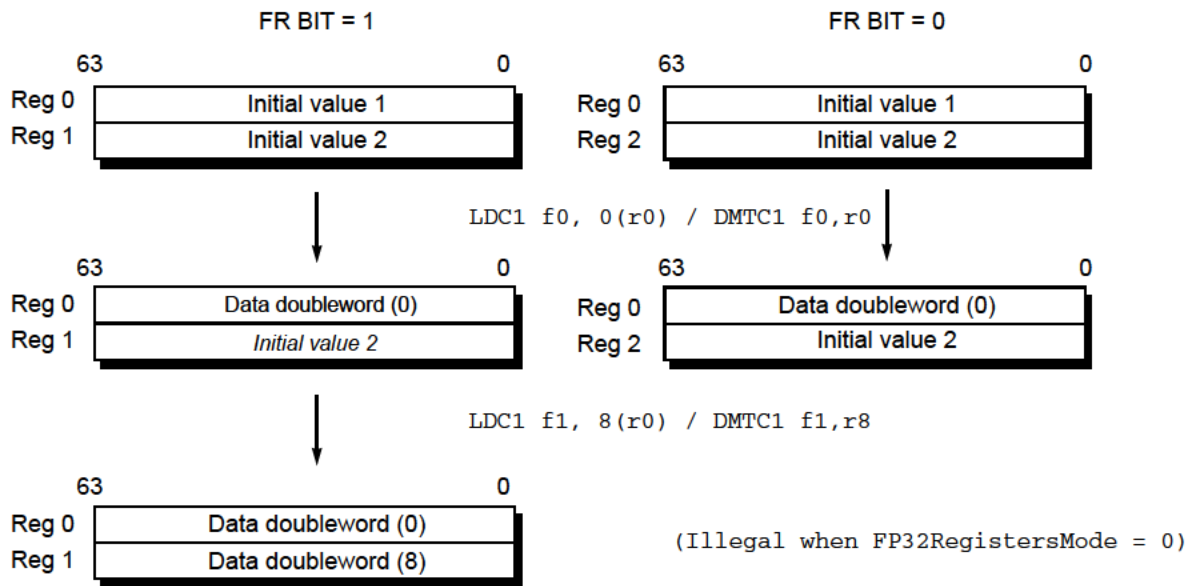 FR BIT = 1 FR BIT = 0
63 0 63 0
Reg 0 Initial value 1 Reg 0 Initial value 1
Reg 1 Initial value 2 Reg 2 Initial value 2
LDC1 f0, 0(r0) / DMTC1 f0,r0
63 0 63 0
Reg 0 Data doubleword (0) Reg 0 Data doubleword (0)
Reg 1 Initial value 2 Reg 2 Initial value 2
LDC1 f1, 8(r0) / DMTC1 f1,r8
63 0
Reg 0 Data doubleword (0)
Reg 1 Data doubleword (8)
(Illegal when FP32RegistersMode = 0)